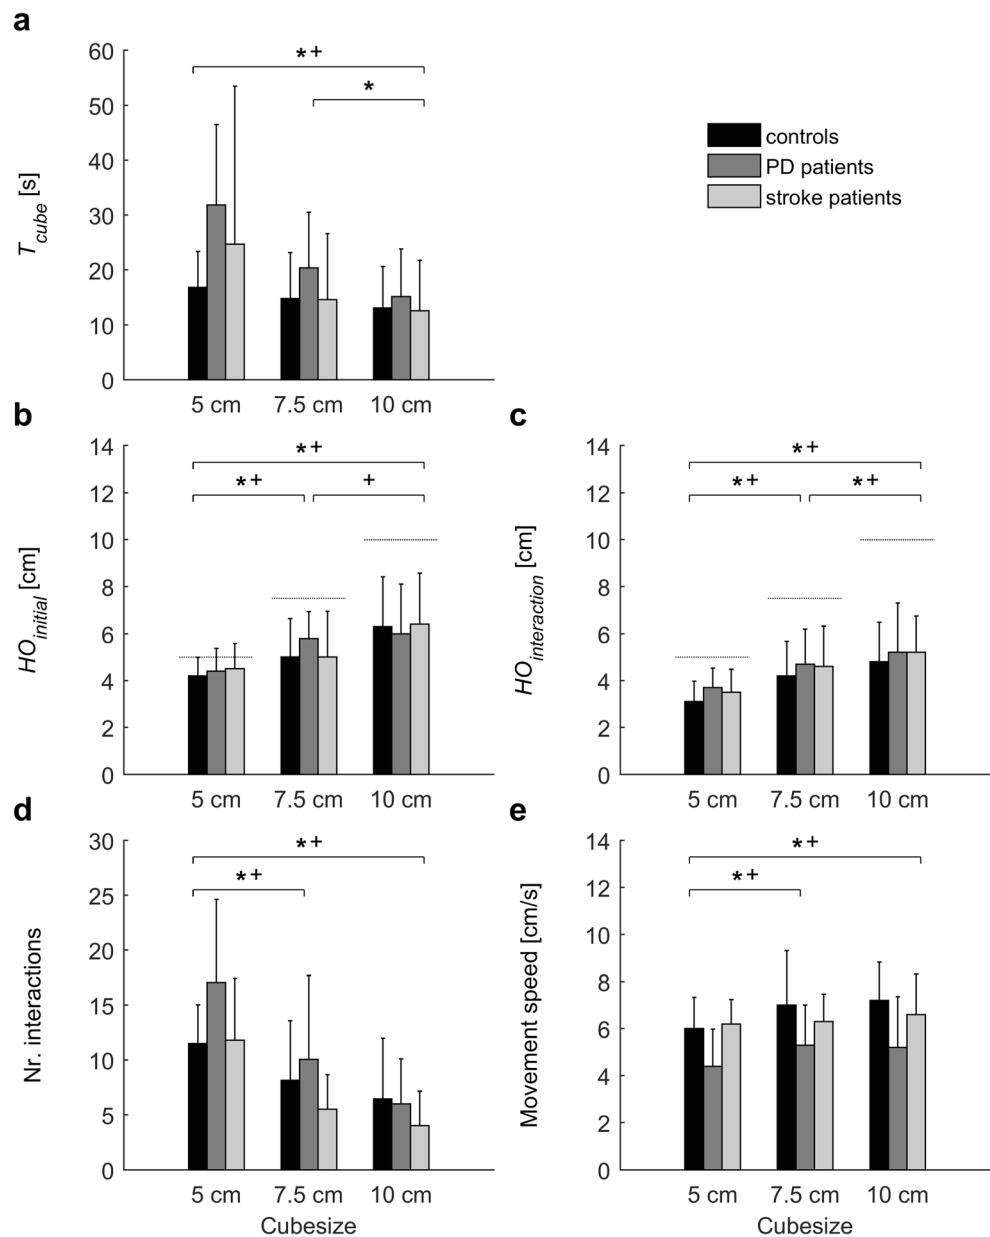 a
60
50
40
30
20
10
0
T_cube [s]
* +
*
5 cm 7.5 cm 10 cm
controls
PD patients
stroke patients
b
14
12
10
8
6
4
2
0
HO_initial [cm]
* +
* +
+
5 cm 7.5 cm 10 cm
c
14
12
10
8
6
4
2
0
HO_interaction [cm]
* +
* +
* +
5 cm 7.5 cm 10 cm
d
30
25
20
15
10
5
0
Nr. interactions
* +
* +
5 cm 7.5 cm 10 cm
Cubesize
e
14
12
10
8
6
4
2
0
Movement speed [cm/s]
* +
* +
5 cm 7.5 cm 10 cm
Cubesize